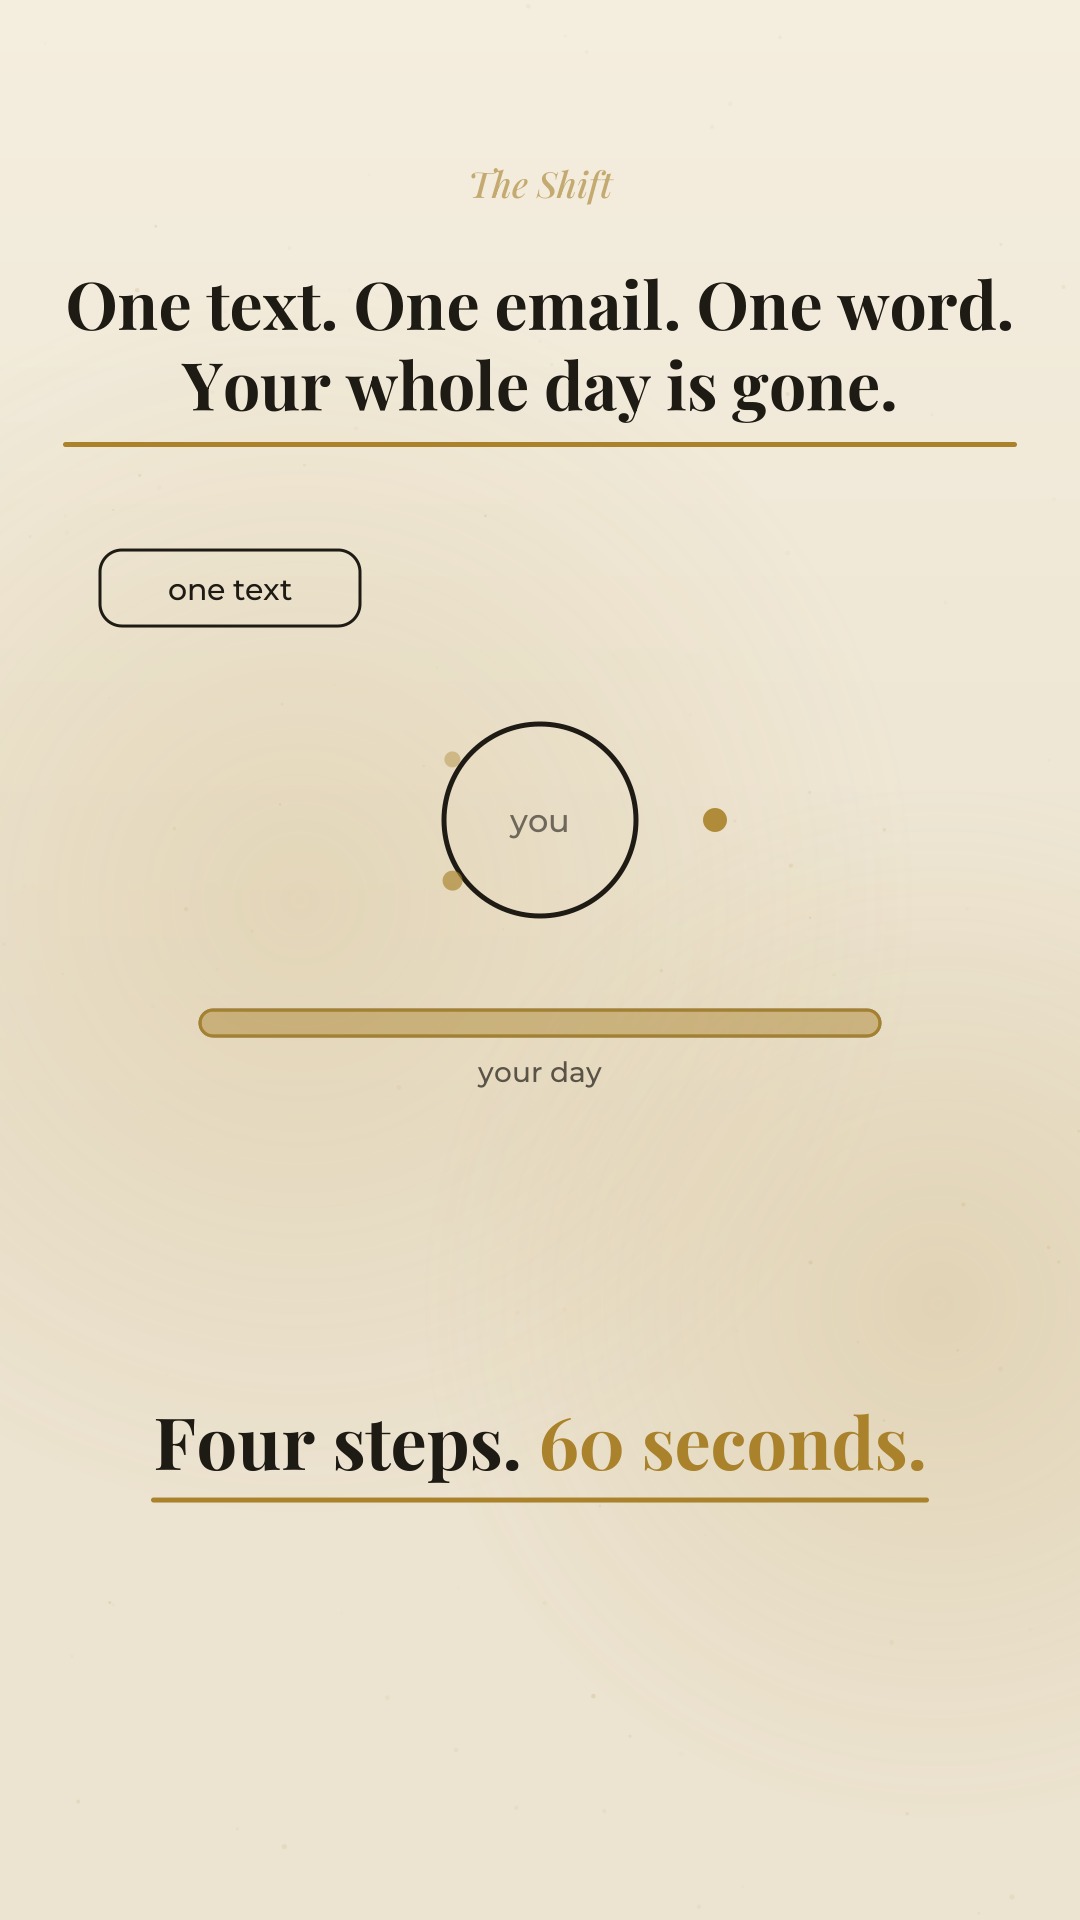 The Shift
One text. One email. One word.
Your whole day is gone.
one text
you
your day
Four steps. 60 seconds.